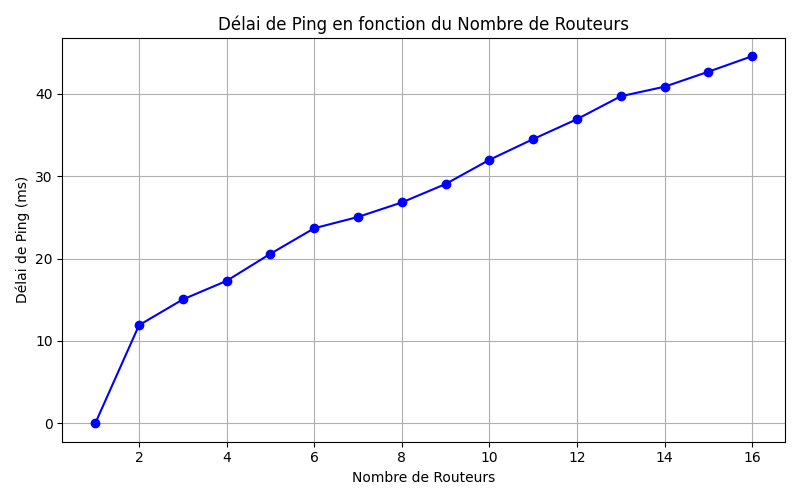 Délai de Ping en fonction du Nombre de Routeurs
Délai de Ping (ms)
40
30
20
10
0
2 4 6 8 10 12 14 16
Nombre de Routeurs